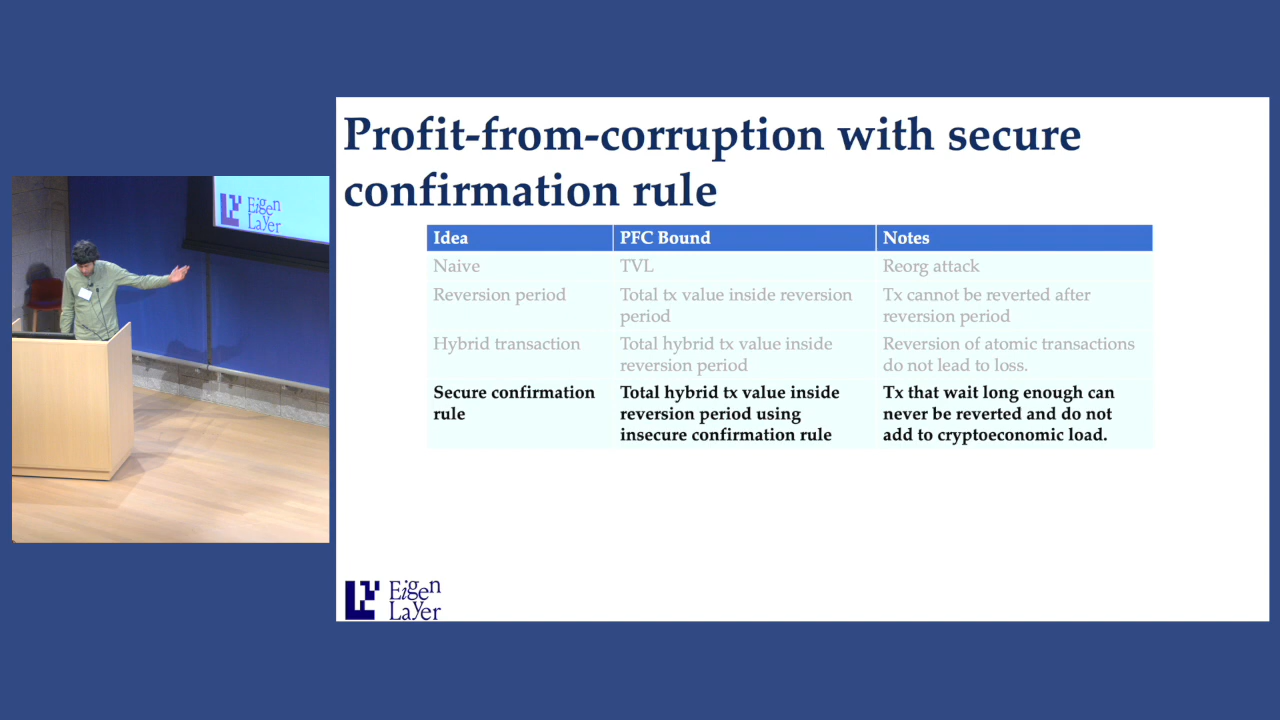 Eigen
Layer
Profit-from-corruption with secure
confirmation rule
Idea PFC Bound Notes
Naive TVL Reorg attack
Reversion period Total tx value inside reversion Tx cannot be reverted after
period reversion period
Hybrid transaction Total hybrid tx value inside Reversion of atomic transactions
reversion period do not lead to loss.
Secure confirmation Total hybrid tx value inside Tx that wait long enough can
rule reversion period using never be reverted and do not
insecure confirmation rule add to cryptoeconomic load.
Eigen
Layer